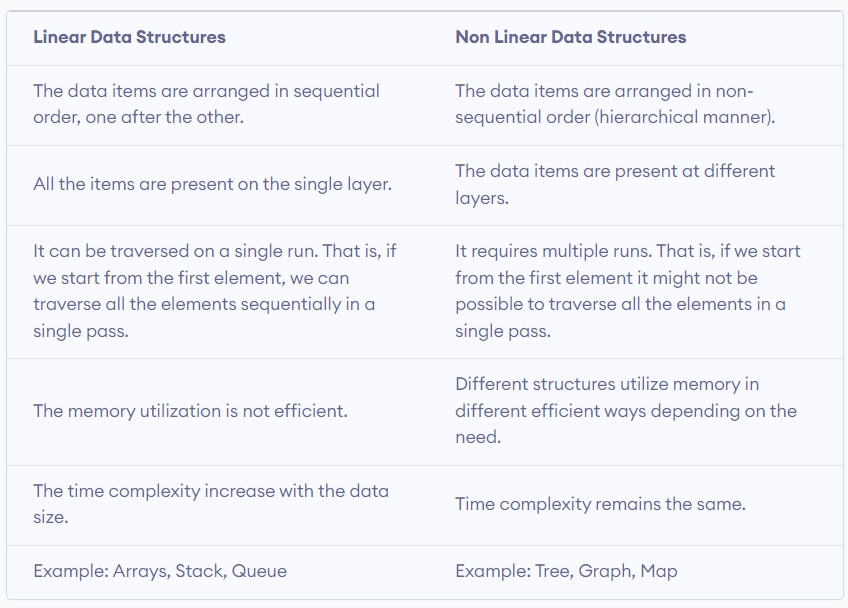 Linear Data Structures
Non Linear Data Structures
The data items are arranged in sequential
order, one after the other.
The data items are arranged in non-
sequential order (hierarchical manner).
All the items are present on the single layer.
The data items are present at different
layers.
It can be traversed on a single run. That is, if
we start from the first element, we can
traverse all the elements sequentially in a
single pass.
It requires multiple runs. That is, if we start
from the first element it might not be
possible to traverse all the elements in a
single pass.
The memory utilization is not efficient.
Different structures utilize memory in
different efficient ways depending on the
need.
The time complexity increase with the data
size.
Time complexity remains the same.
Example: Arrays, Stack, Queue
Example: Tree, Graph, Map